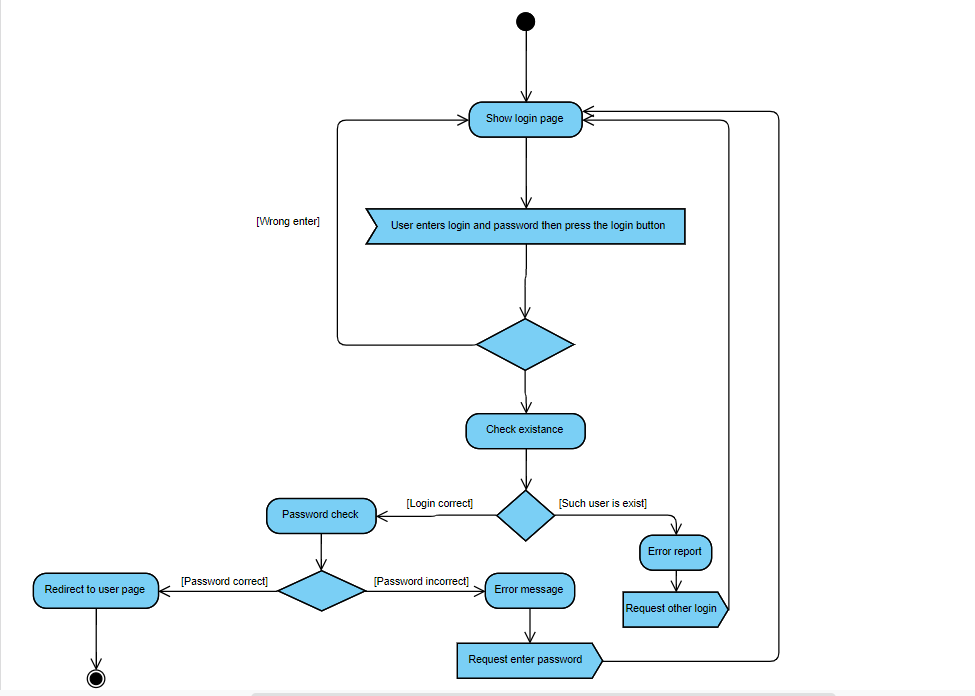 Show login page
[Wrong enter]
User enters login and password then press the login button
Check existance
[Login correct]
[Such user is exist]
Password check
Error report
[Password correct]
[Password incorrect]
Redirect to user page
Error message
Request other login
Request enter password